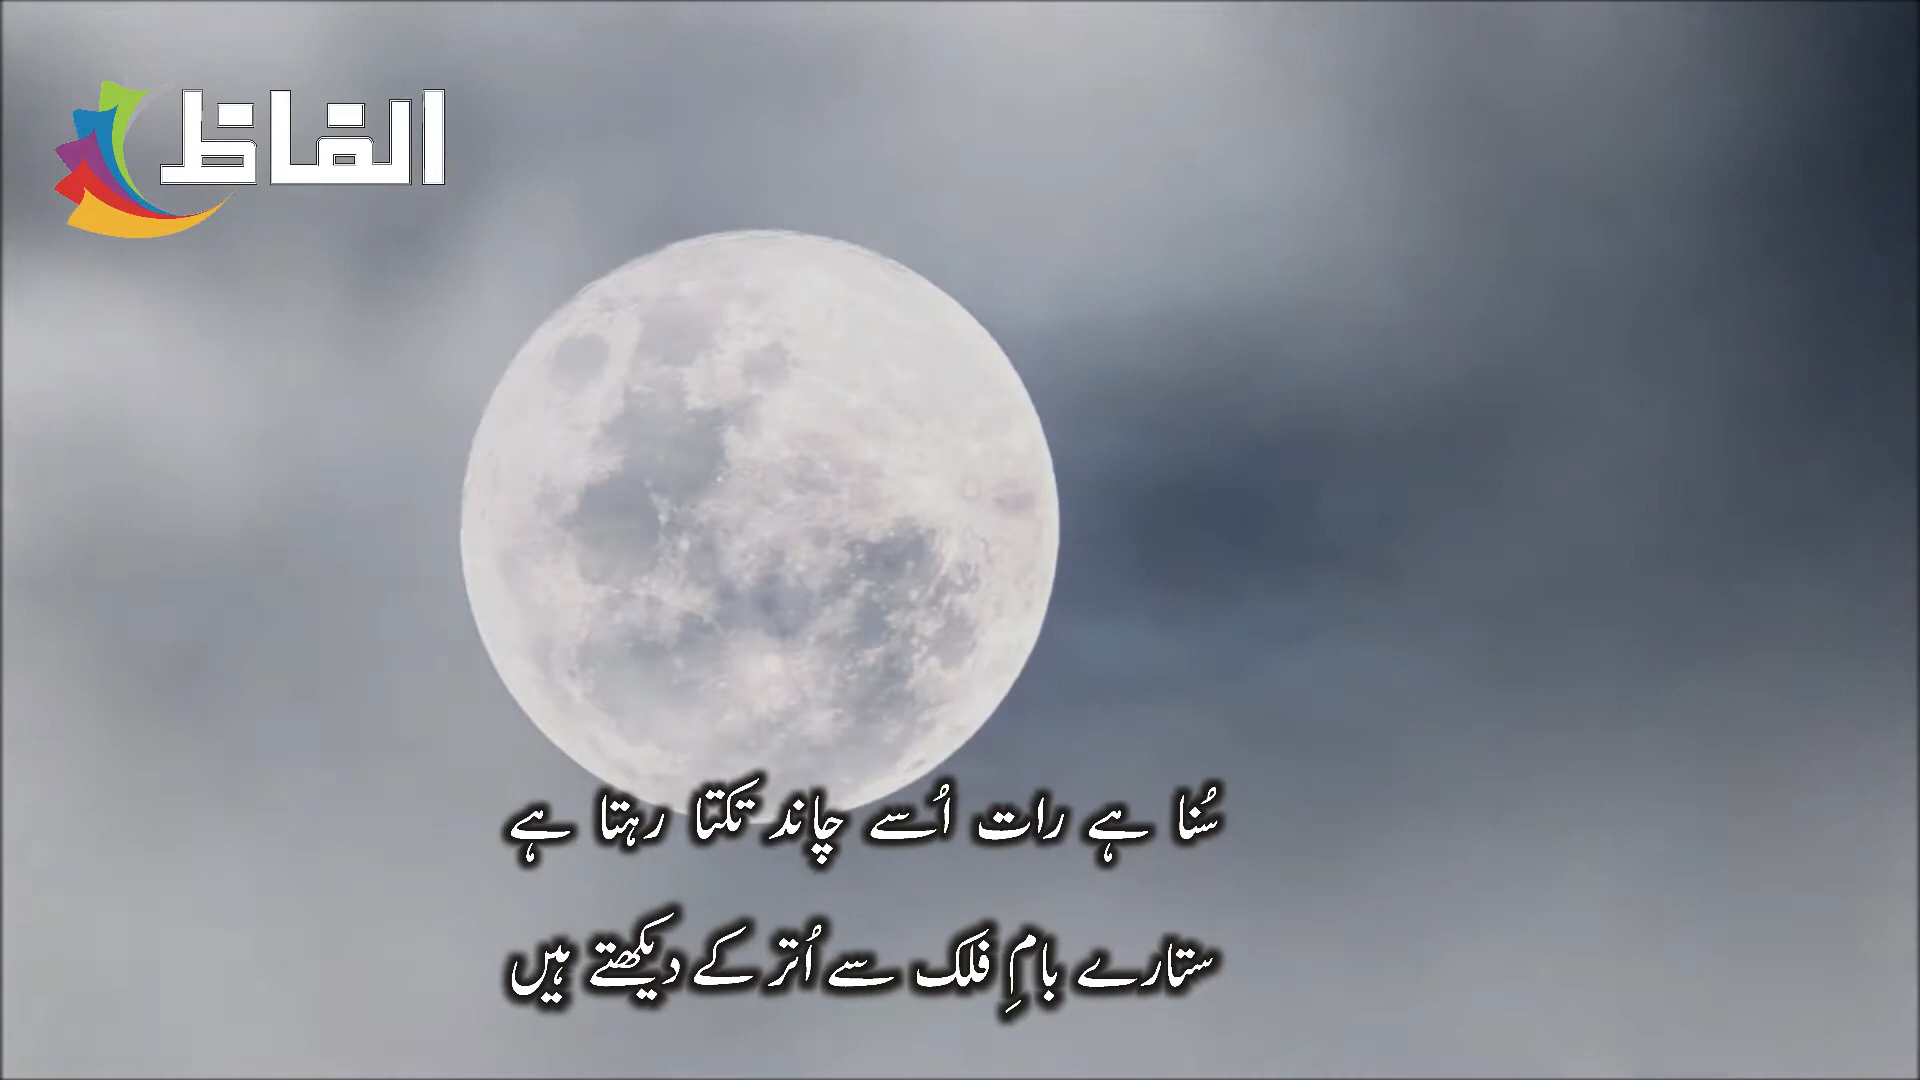 الفاظ
سُنا ہے رات اُسے چاند تکتا رہتا ہے
ستارے بامِ فلک سے اُتر کے دیکھتے ہیں